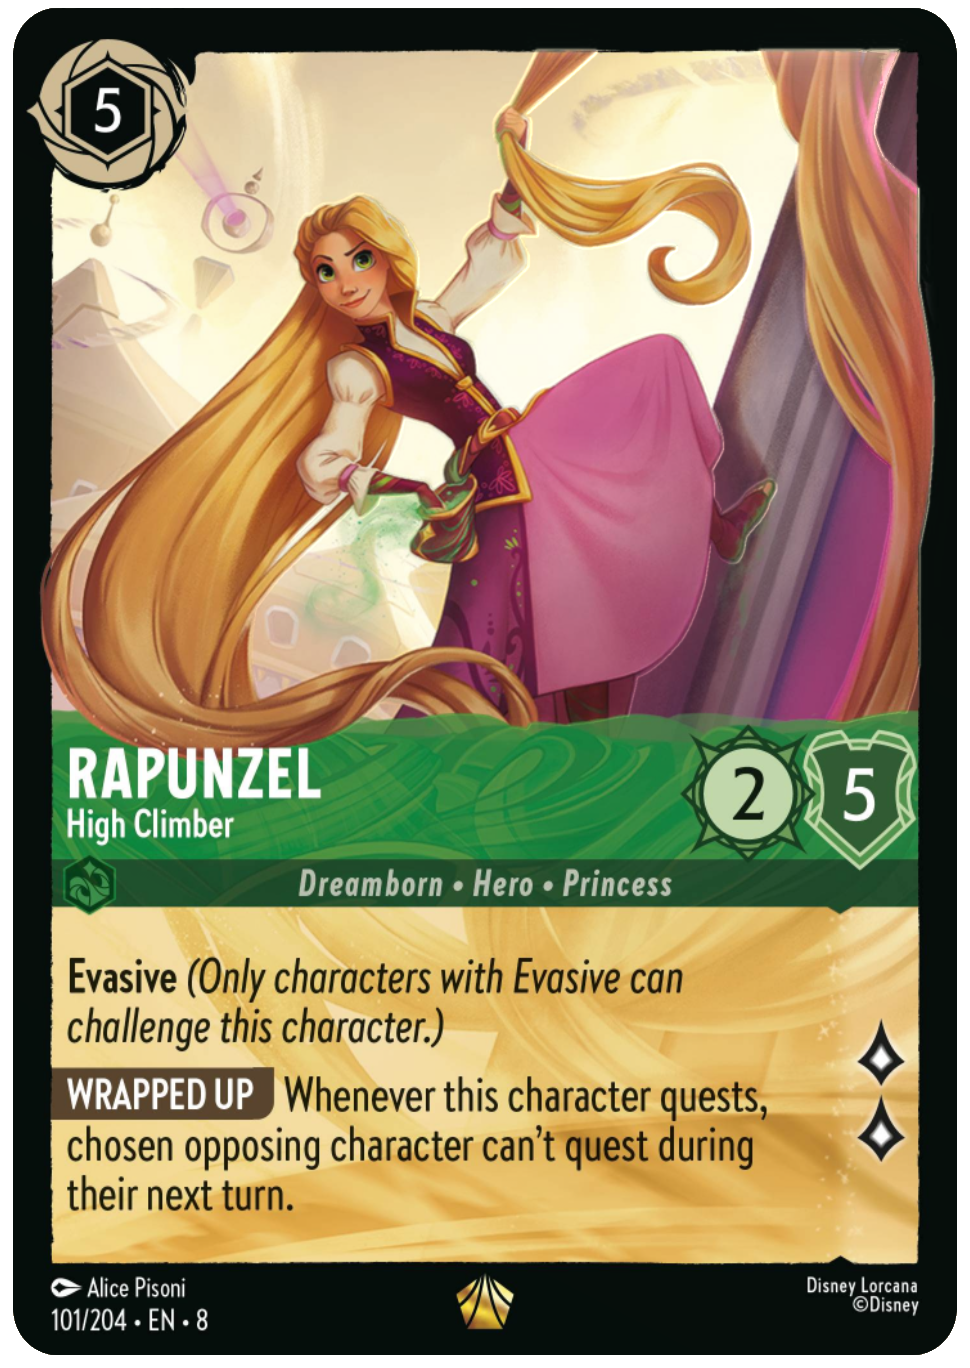 5
RAPUNZEL
High Climber
2
5
Dreamborn • Hero • Princess
Evasive (Only characters with Evasive can
challenge this character.)
WRAPPED UP Whenever this character quests,
chosen opposing character can't quest during
their next turn.
Alice Pisoni
101/204 • EN • 8
Disney Lorcana
©Disney